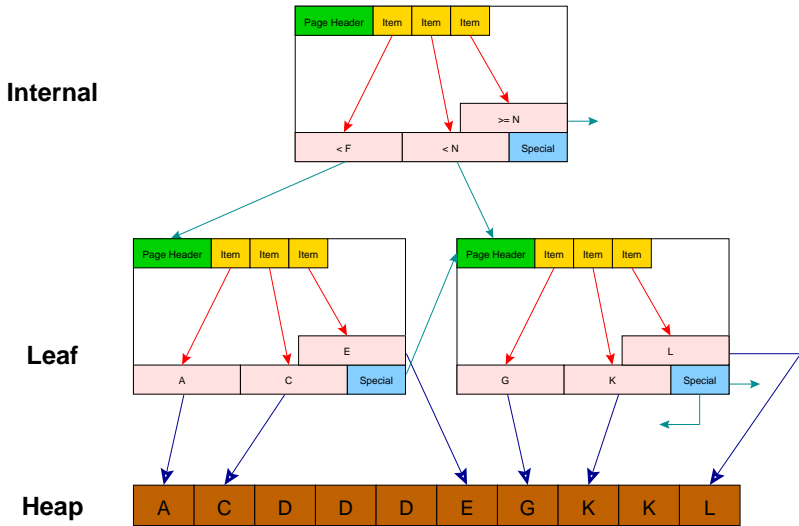 Page Header Item Item Item
Internal
>= N
< F < N Special
Page Header Item Item Item
Page Header Item Item Item
Leaf
E
L
A C Special
G K Special
Heap
A C D D D E G K K L